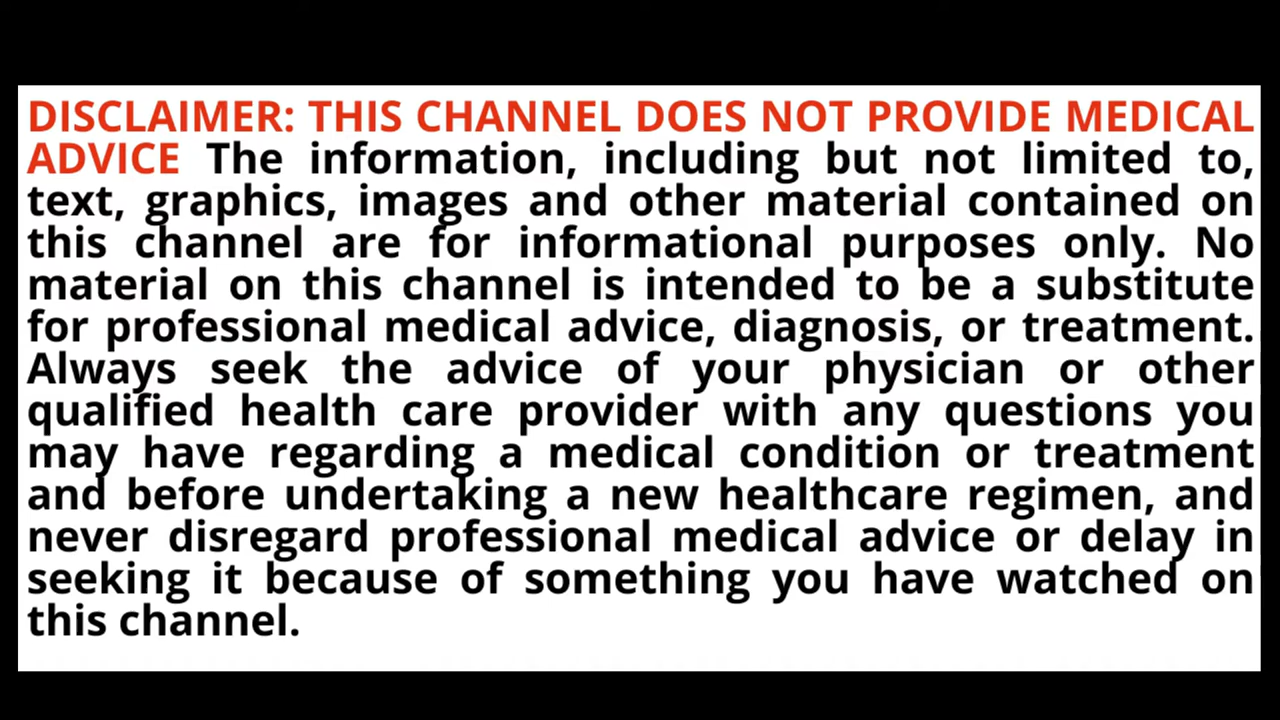 DISCLAIMER: THIS CHANNEL DOES NOT PROVIDE MEDICAL
ADVICE The information, including but not limited to,
text, graphics, images and other material contained on
this channel are for informational purposes only. No
material on this channel is intended to be a substitute
for professional medical advice, diagnosis, or treatment.
Always seek the advice of your physician or other
qualified health care provider with any questions you
may have regarding a medical condition or treatment
and before undertaking a new healthcare regimen, and
never disregard professional medical advice or delay in
seeking it because of something you have watched on
this channel.